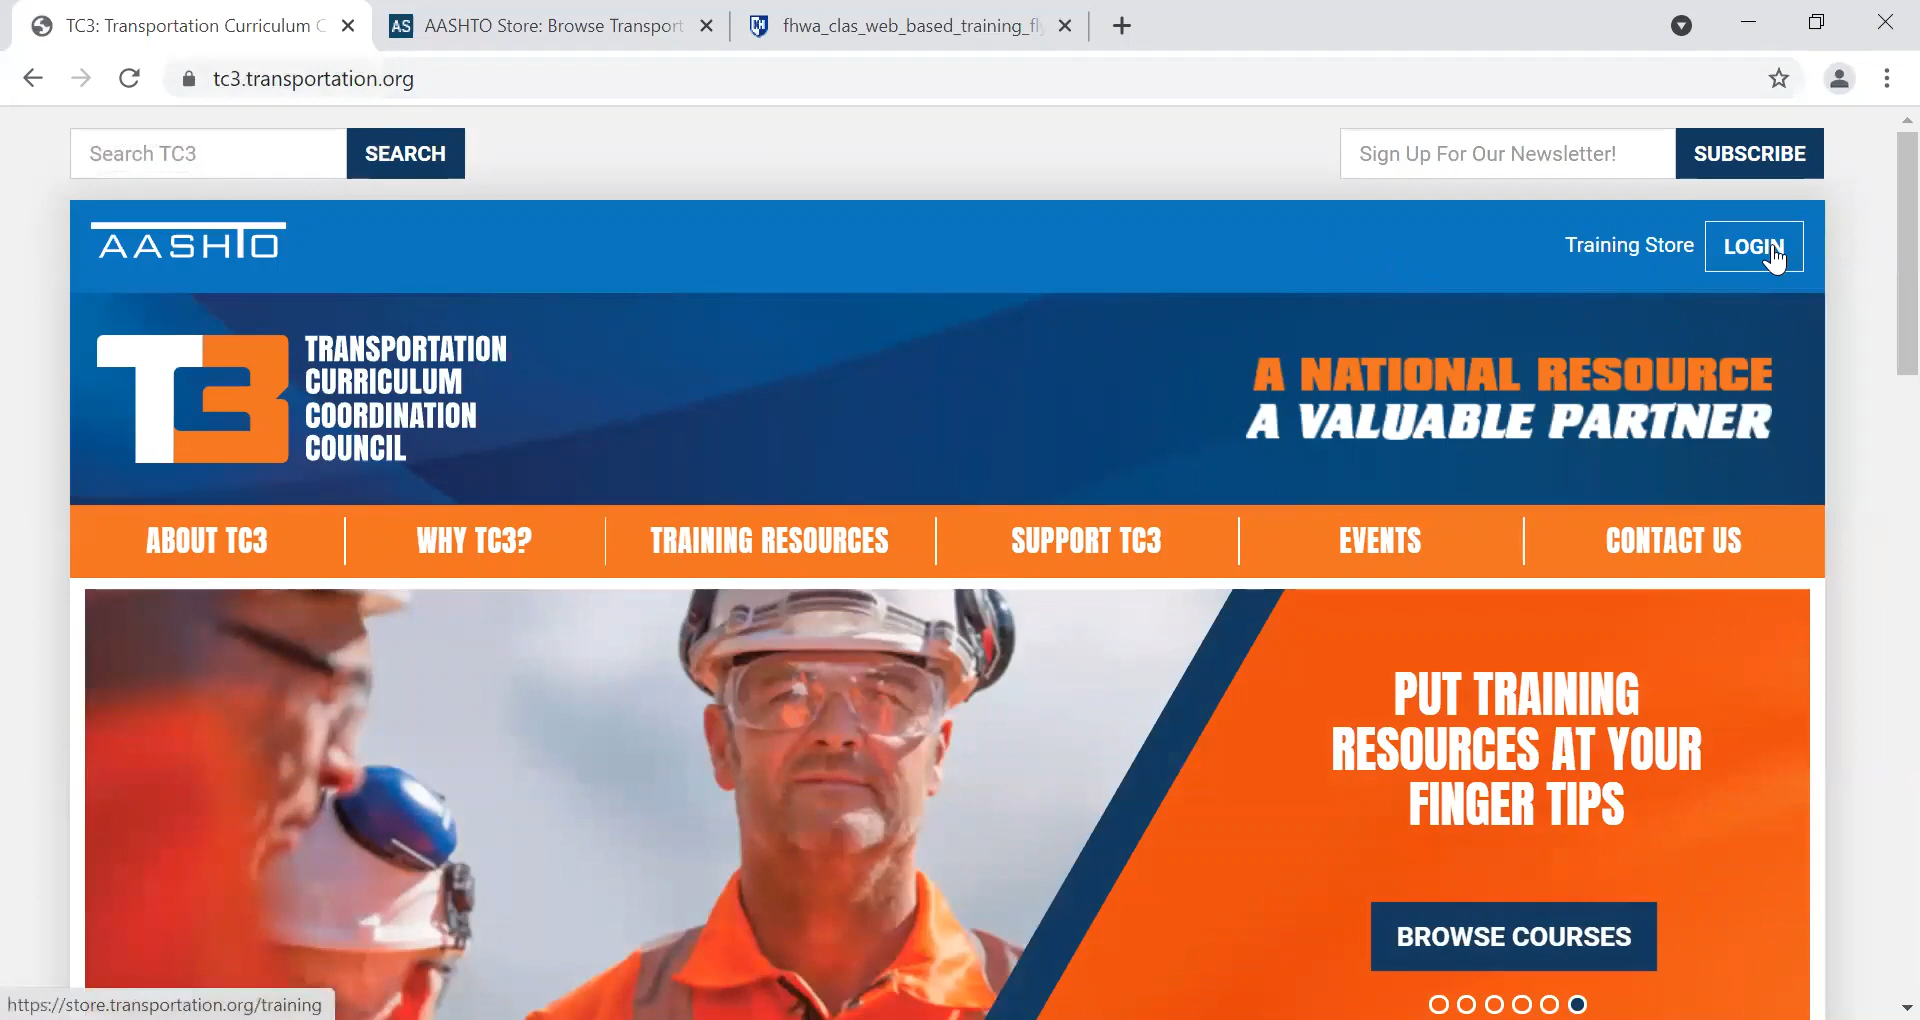 TC3: Transportation Curriculum C
AASHTO Store: Browse Transport
fhwa_clas_web_based_training_fl
tc3.transportation.org
Search TC3
SEARCH
Sign Up For Our Newsletter!
SUBSCRIBE
AASHTO
Training Store
LOGIN
TC3
TRANSPORTATION
CURRICULUM
COORDINATION
COUNCIL
A NATIONAL RESOURCE
A VALUABLE PARTNER
ABOUT TC3
WHY TC3?
TRAINING RESOURCES
SUPPORT TC3
EVENTS
CONTACT US
PUT TRAINING
RESOURCES AT YOUR
FINGER TIPS
BROWSE COURSES
https://store.transportation.org/training